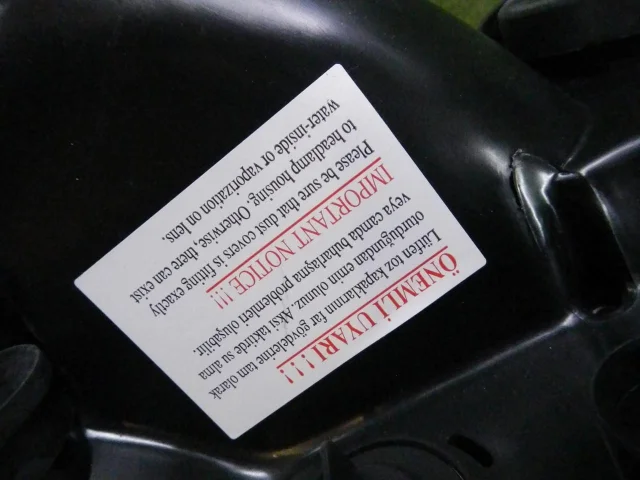 ÖNEMLİ UYARI ! ! !
Lütfen toz kapaklarının far gövdelerine tam olarak
oturduğundan emin olunuz. Aksi taktirde su alma
veya camda buharlaşma problemleri oluşabilir.
IMPORTANT NOTICE !!!
Please be sure that dust covers is fitting exactly
to headlamp housing. Otherwise, there can exist
water-inside or vaporization on lens.